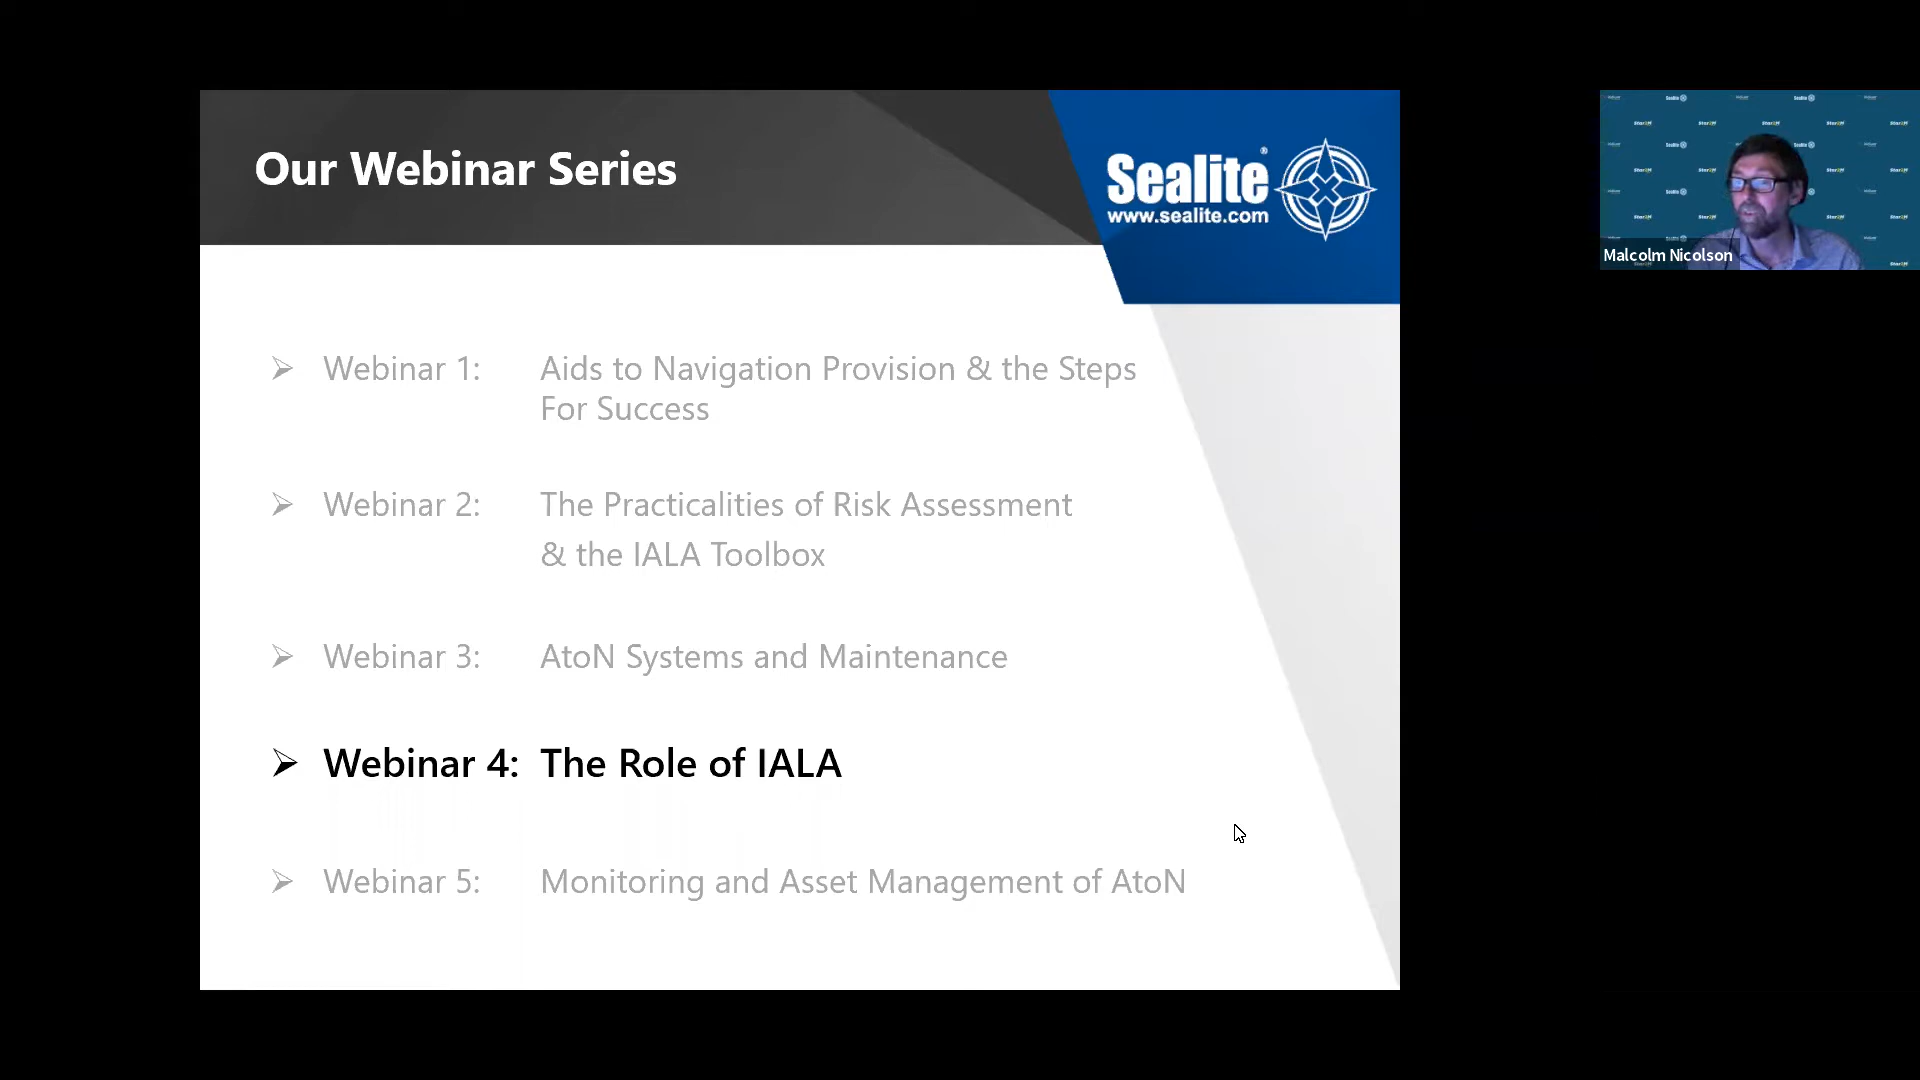 Our Webinar Series
Sealite®
www.sealite.com
Malcolm Nicolson
Webinar 1: Aids to Navigation Provision & the Steps
For Success
Webinar 2: The Practicalities of Risk Assessment
& the IALA Toolbox
Webinar 3: AtoN Systems and Maintenance
Webinar 4: The Role of IALA
Webinar 5: Monitoring and Asset Management of AtoN